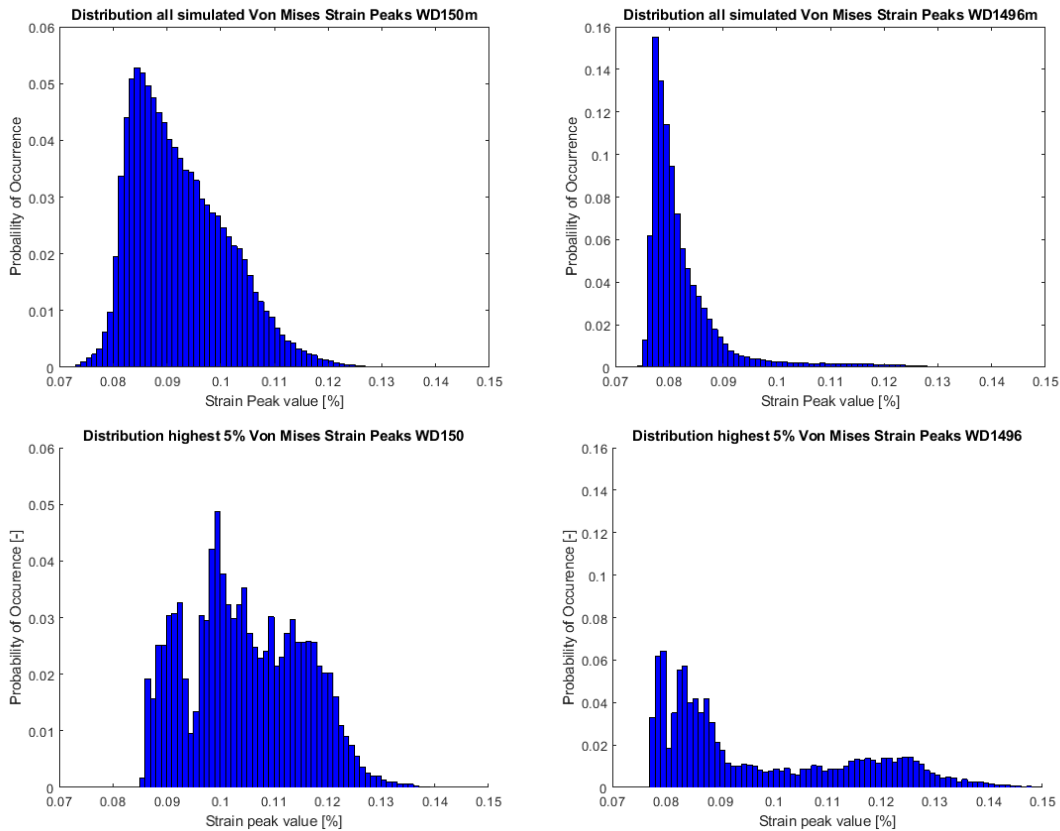 Distribution all simulated Von Mises Strain Peaks WD150m
Probalility of Occurrence
0.06
0.05
0.04
0.03
0.02
0.01
0
0.07 0.08 0.09 0.1 0.11 0.12 0.13 0.14 0.15
Strain Peak value [%]
Distribution all simulated Von Mises Strain Peaks WD1496m
Probalility of Occurrence
0.16
0.14
0.12
0.1
0.08
0.06
0.04
0.02
0
0.07 0.08 0.09 0.1 0.11 0.12 0.13 0.14 0.15
Strain Peak value [%]
Distribution highest 5% Von Mises Strain Peaks WD150
Probability of Occurence [-]
0.06
0.05
0.04
0.03
0.02
0.01
0
0.07 0.08 0.09 0.1 0.11 0.12 0.13 0.14 0.15
Strain peak value [%]
Distribution highest 5% Von Mises Strain Peaks WD1496
Probability of Occurence [-]
0.16
0.14
0.12
0.1
0.08
0.06
0.04
0.02
0
0.07 0.08 0.09 0.1 0.11 0.12 0.13 0.14 0.15
Strain peak value [%]